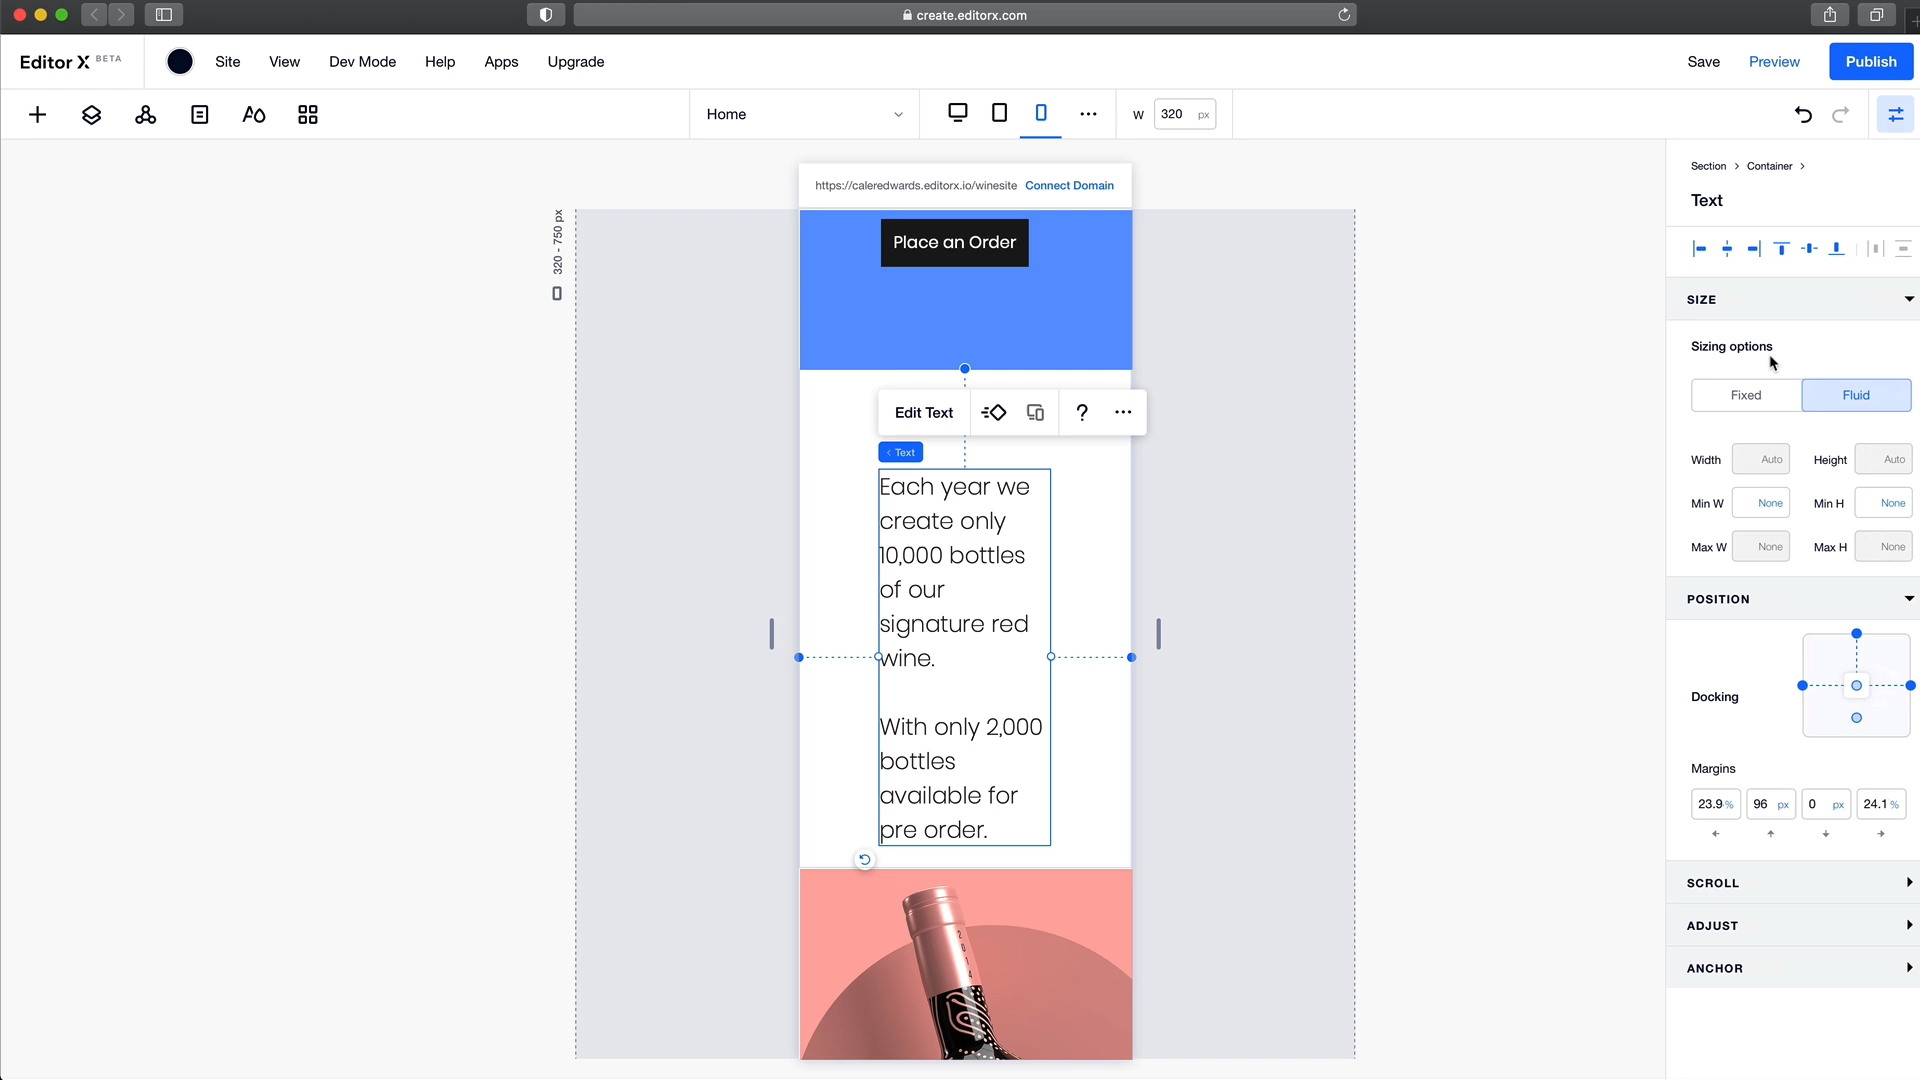 create.editorx.com
Editor X BETA
Site
View
Dev Mode
Help
Apps
Upgrade
Save
Preview
Publish
Home
W
320 px
Section
Container
Text
https://caleredwards.editorx.io/winesite
Connect Domain
320 - 750 px
Place an Order
Edit Text
?
Text
Each year we
create only
10,000 bottles
of our
signature red
wine.
With only 2,000
bottles
available for
pre order.
2014
SIZE
Sizing options
Fixed
Fluid
Width
Auto
Height
Auto
Min W
None
Min H
None
Max W
None
Max H
None
POSITION
Docking
Margins
23.9 %
96 px
0 px
24.1 %
SCROLL
ADJUST
ANCHOR